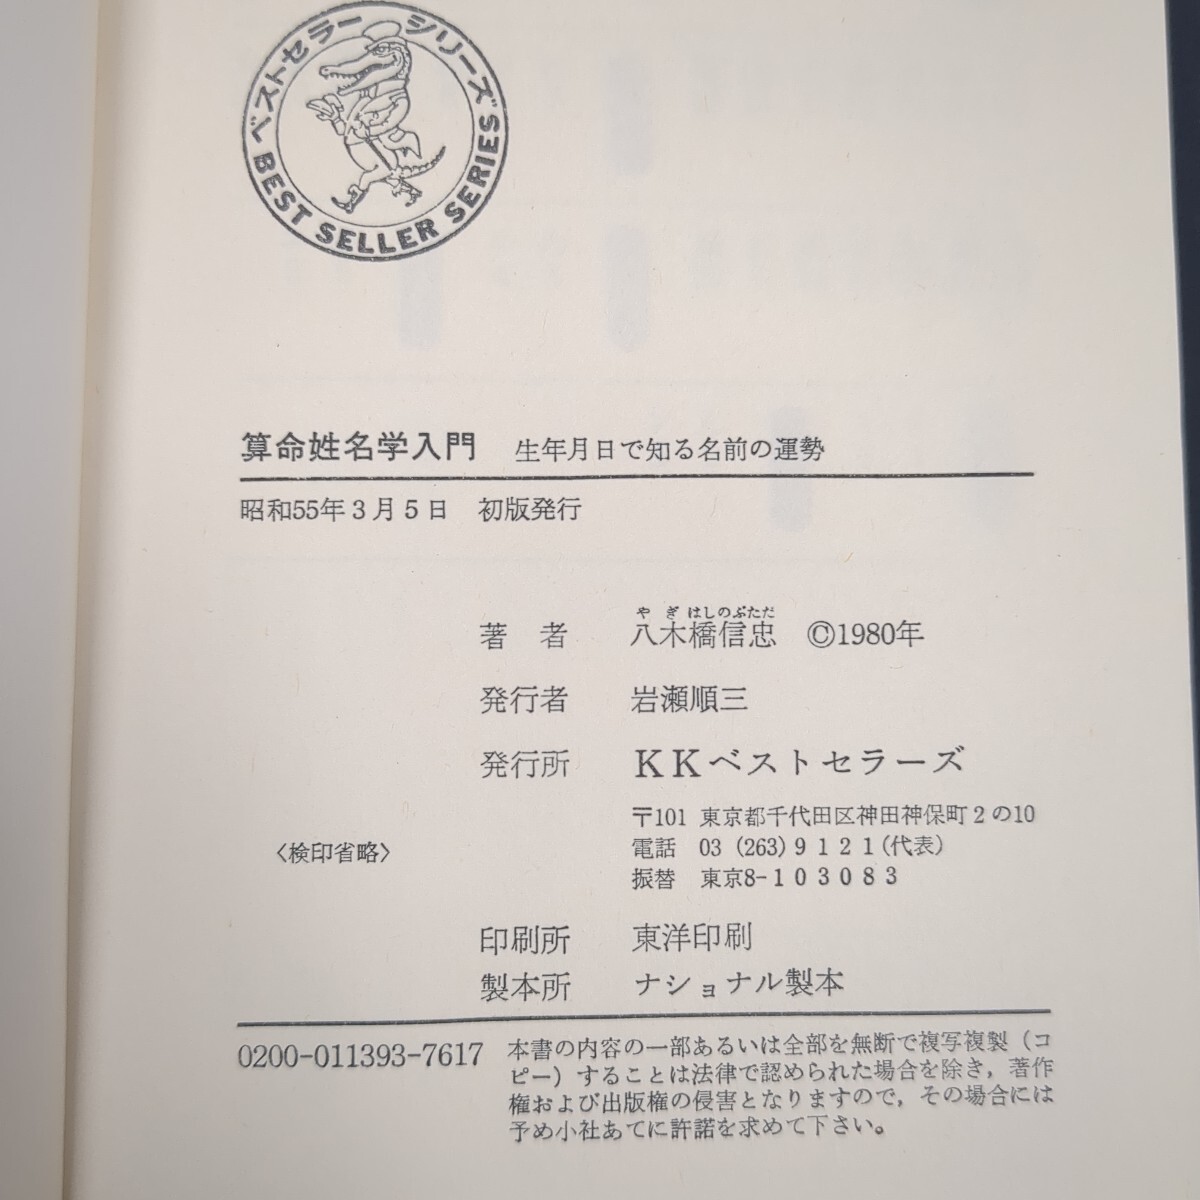 ベストセラーシリーズ
BEST SELLER SERIES
算命姓名学入門 生年月日で知る名前の運勢
昭和55年3月5日 初版発行
やぎはしのぶただ
著者 八木橋信忠 ©1980年
発行者 岩瀬順三
発行所 KKベストセラーズ
〒101 東京都千代田区神田神保町2の10
電話 03 (263) 9121(代表)
〈検印省略〉
振替 東京8-103083
印刷所 東洋印刷
製本所 ナショナル製本
0200-011393-7617
本書の内容の一部あるいは全部を無断で複写複製（コ
ピー）することは法律で認められた場合を除き，著作
権および出版権の侵害となりますので，その場合には
予め小社あてに許諾を求めて下さい。